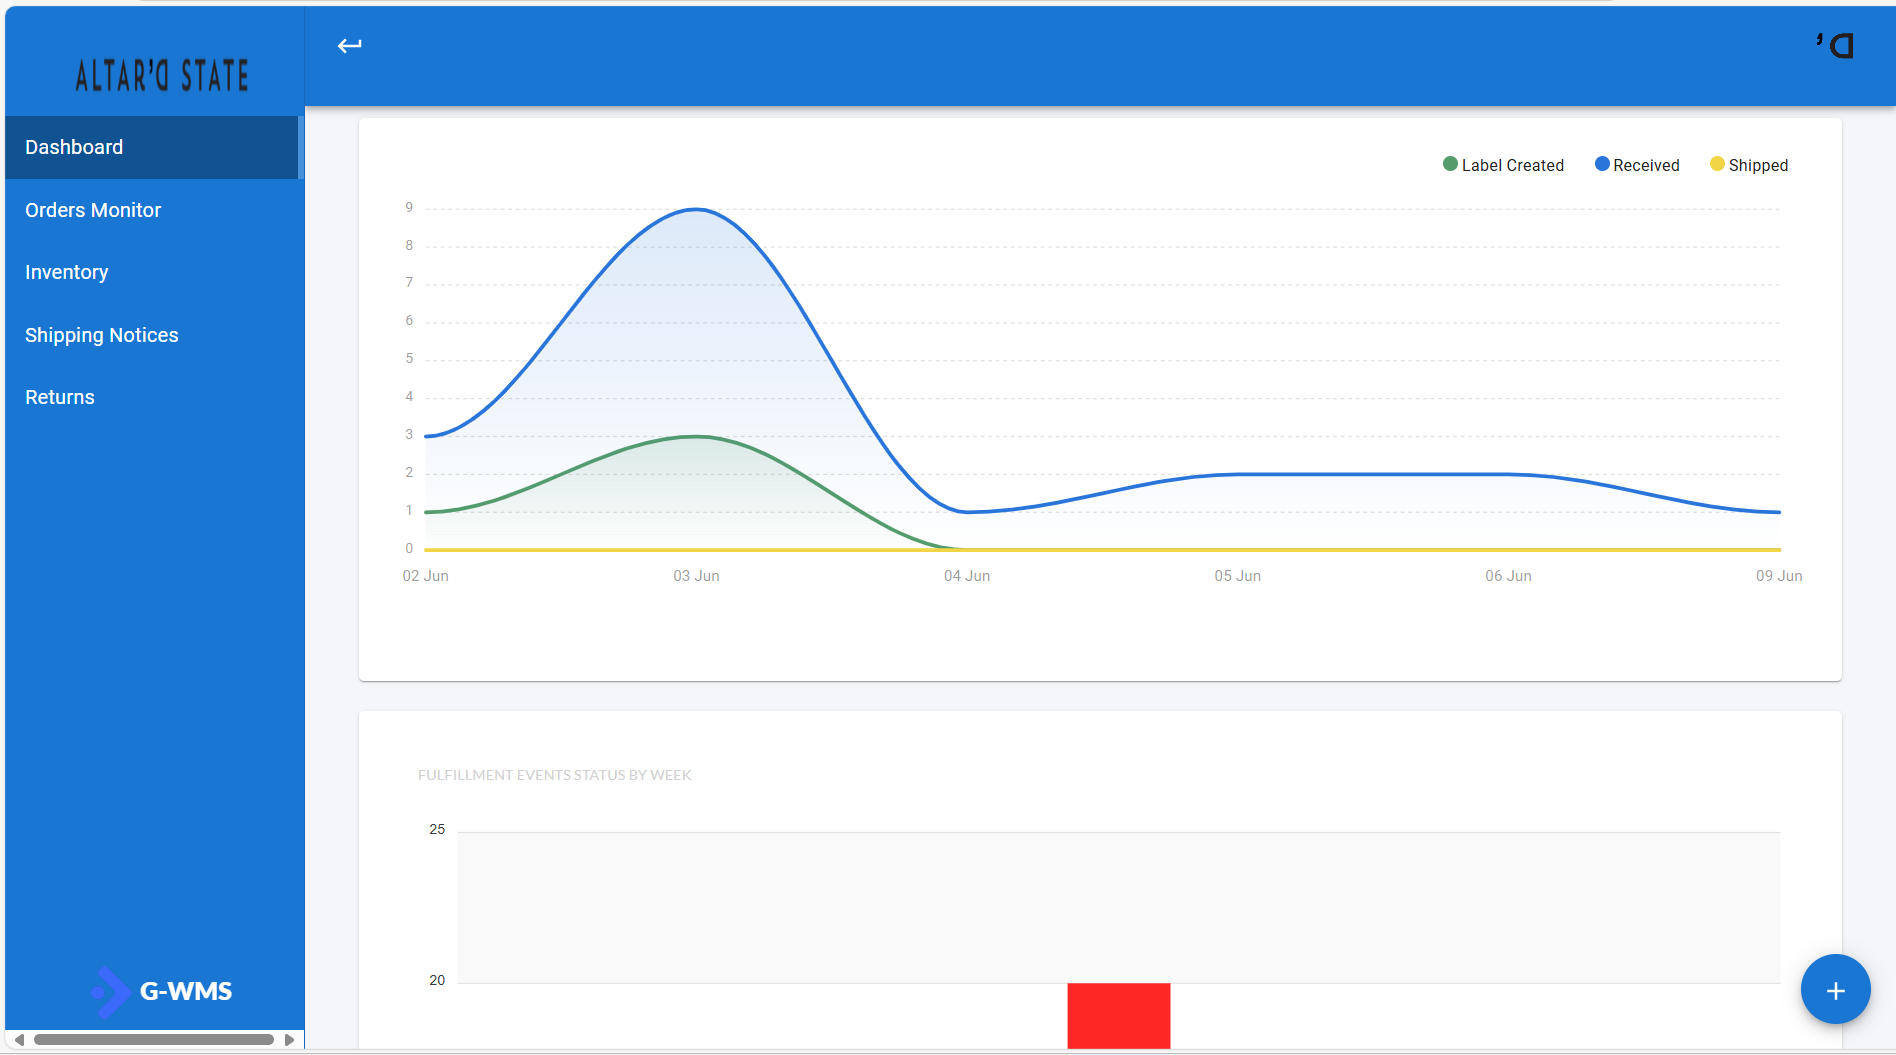 ALTAR'D STATE
'D
Dashboard
Orders Monitor
Inventory
Shipping Notices
Returns
G-WMS
Label Created
Received
Shipped
9
8
7
6
5
4
3
2
1
0
02 Jun
03 Jun
04 Jun
05 Jun
06 Jun
09 Jun
FULFILLMENT EVENTS STATUS BY WEEK
25
20
+